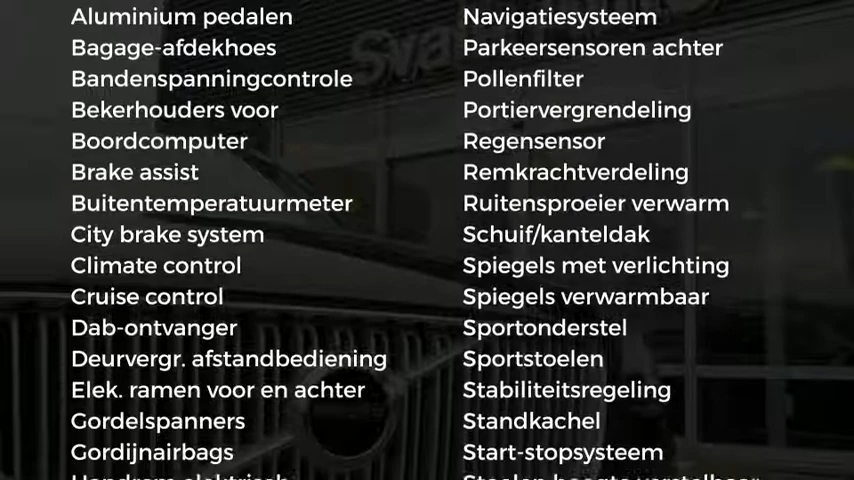 Aluminium pedalen
Bagage-afdekhoes
Bandenspanningcontrole
Bekerhouders voor
Boordcomputer
Brake assist
Buitentemperatuurmeter
City brake system
Climate control
Cruise control
Dab-ontvanger
Deurvergr. afstandbediening
Elek. ramen voor en achter
Gordelspanners
Gordijnairbags
Navigatiesysteem
Parkeersensoren achter
Pollenfilter
Portiervergrendeling
Regensensor
Remkrachtverdeling
Ruitensproeier verwarm
Schuif/kanteldak
Spiegels met verlichting
Spiegels verwarmbaar
Sportonderstel
Sportstoelen
Stabiliteitsregeling
Standkachel
Start-stopsysteem